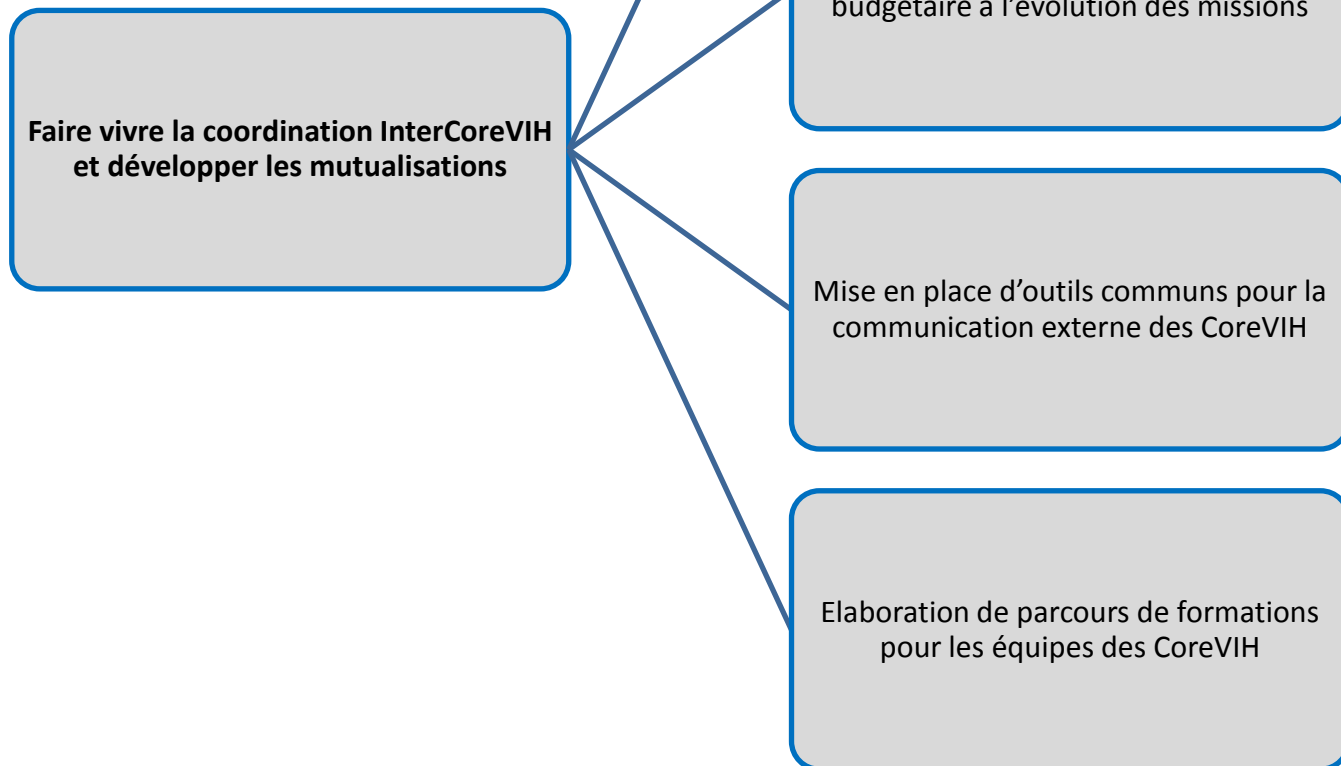 budgétaire à l'évolution des missions
Faire vivre la coordination InterCoreVIH
et développer les mutualisations
Mise en place d'outils communs pour la
communication externe des CoreVIH
Elaboration de parcours de formations
pour les équipes des CoreVIH